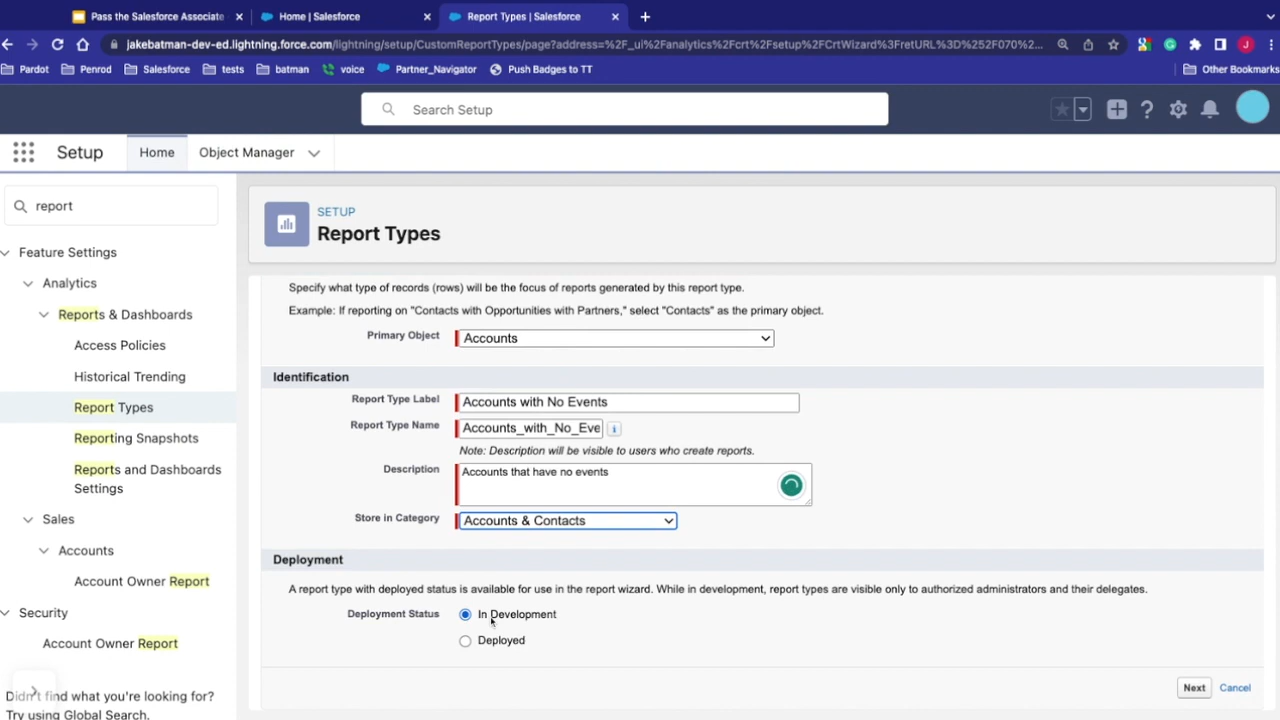 Pass the Salesforce Associate
Home | Salesforce
Report Types | Salesforce
jakebatman-dev-ed.lightning.force.com/lightning/setup/CustomReportTypes/page?address=%2F_ui%2Fanalytics%2Fcrt%2Fsetup%2FCrtWizard%3FretURL%3D%252F070%2...
J
Pardot
Penrod
Salesforce
tests
batman
voice
Partner_Navigator
Push Badges to TT
Other Bookmarks
Search Setup
Setup
Home
Object Manager
report
Feature Settings
Analytics
Reports & Dashboards
Access Policies
Historical Trending
Report Types
Reporting Snapshots
Reports and Dashboards
Settings
Sales
Accounts
Account Owner Report
Security
Account Owner Report
Didn't find what you're looking for?
Try using Global Search.
SETUP
Report Types
Specify what type of records (rows) will be the focus of reports generated by this report type.
Example: If reporting on "Contacts with Opportunities with Partners," select "Contacts" as the primary object.
Primary Object Accounts
Identification
Report Type Label Accounts with No Events
Report Type Name Accounts_with_No_Eve i
Note: Description will be visible to users who create reports.
Description Accounts that have no events
Store in Category Accounts & Contacts
Deployment
A report type with deployed status is available for use in the report wizard. While in development, report types are visible only to authorized administrators and their delegates.
Deployment Status In Development
Deployed
Next Cancel